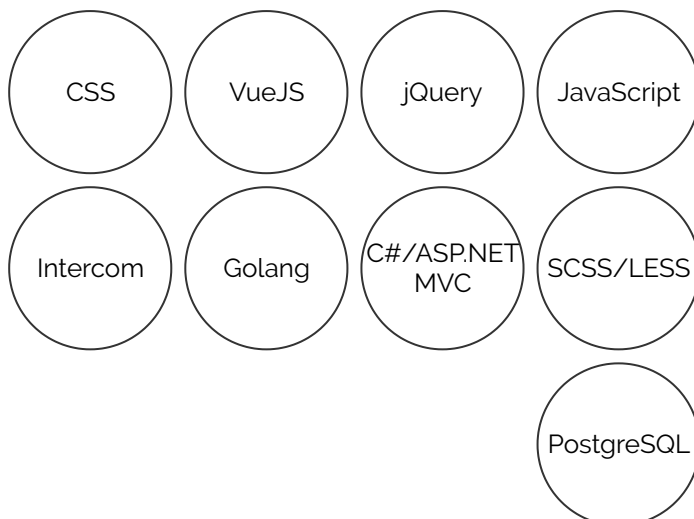 CSS
VueJS
jQuery
JavaScript
Intercom
Golang
C#/ASP.NET
MVC
SCSS/LESS
PostgreSQL